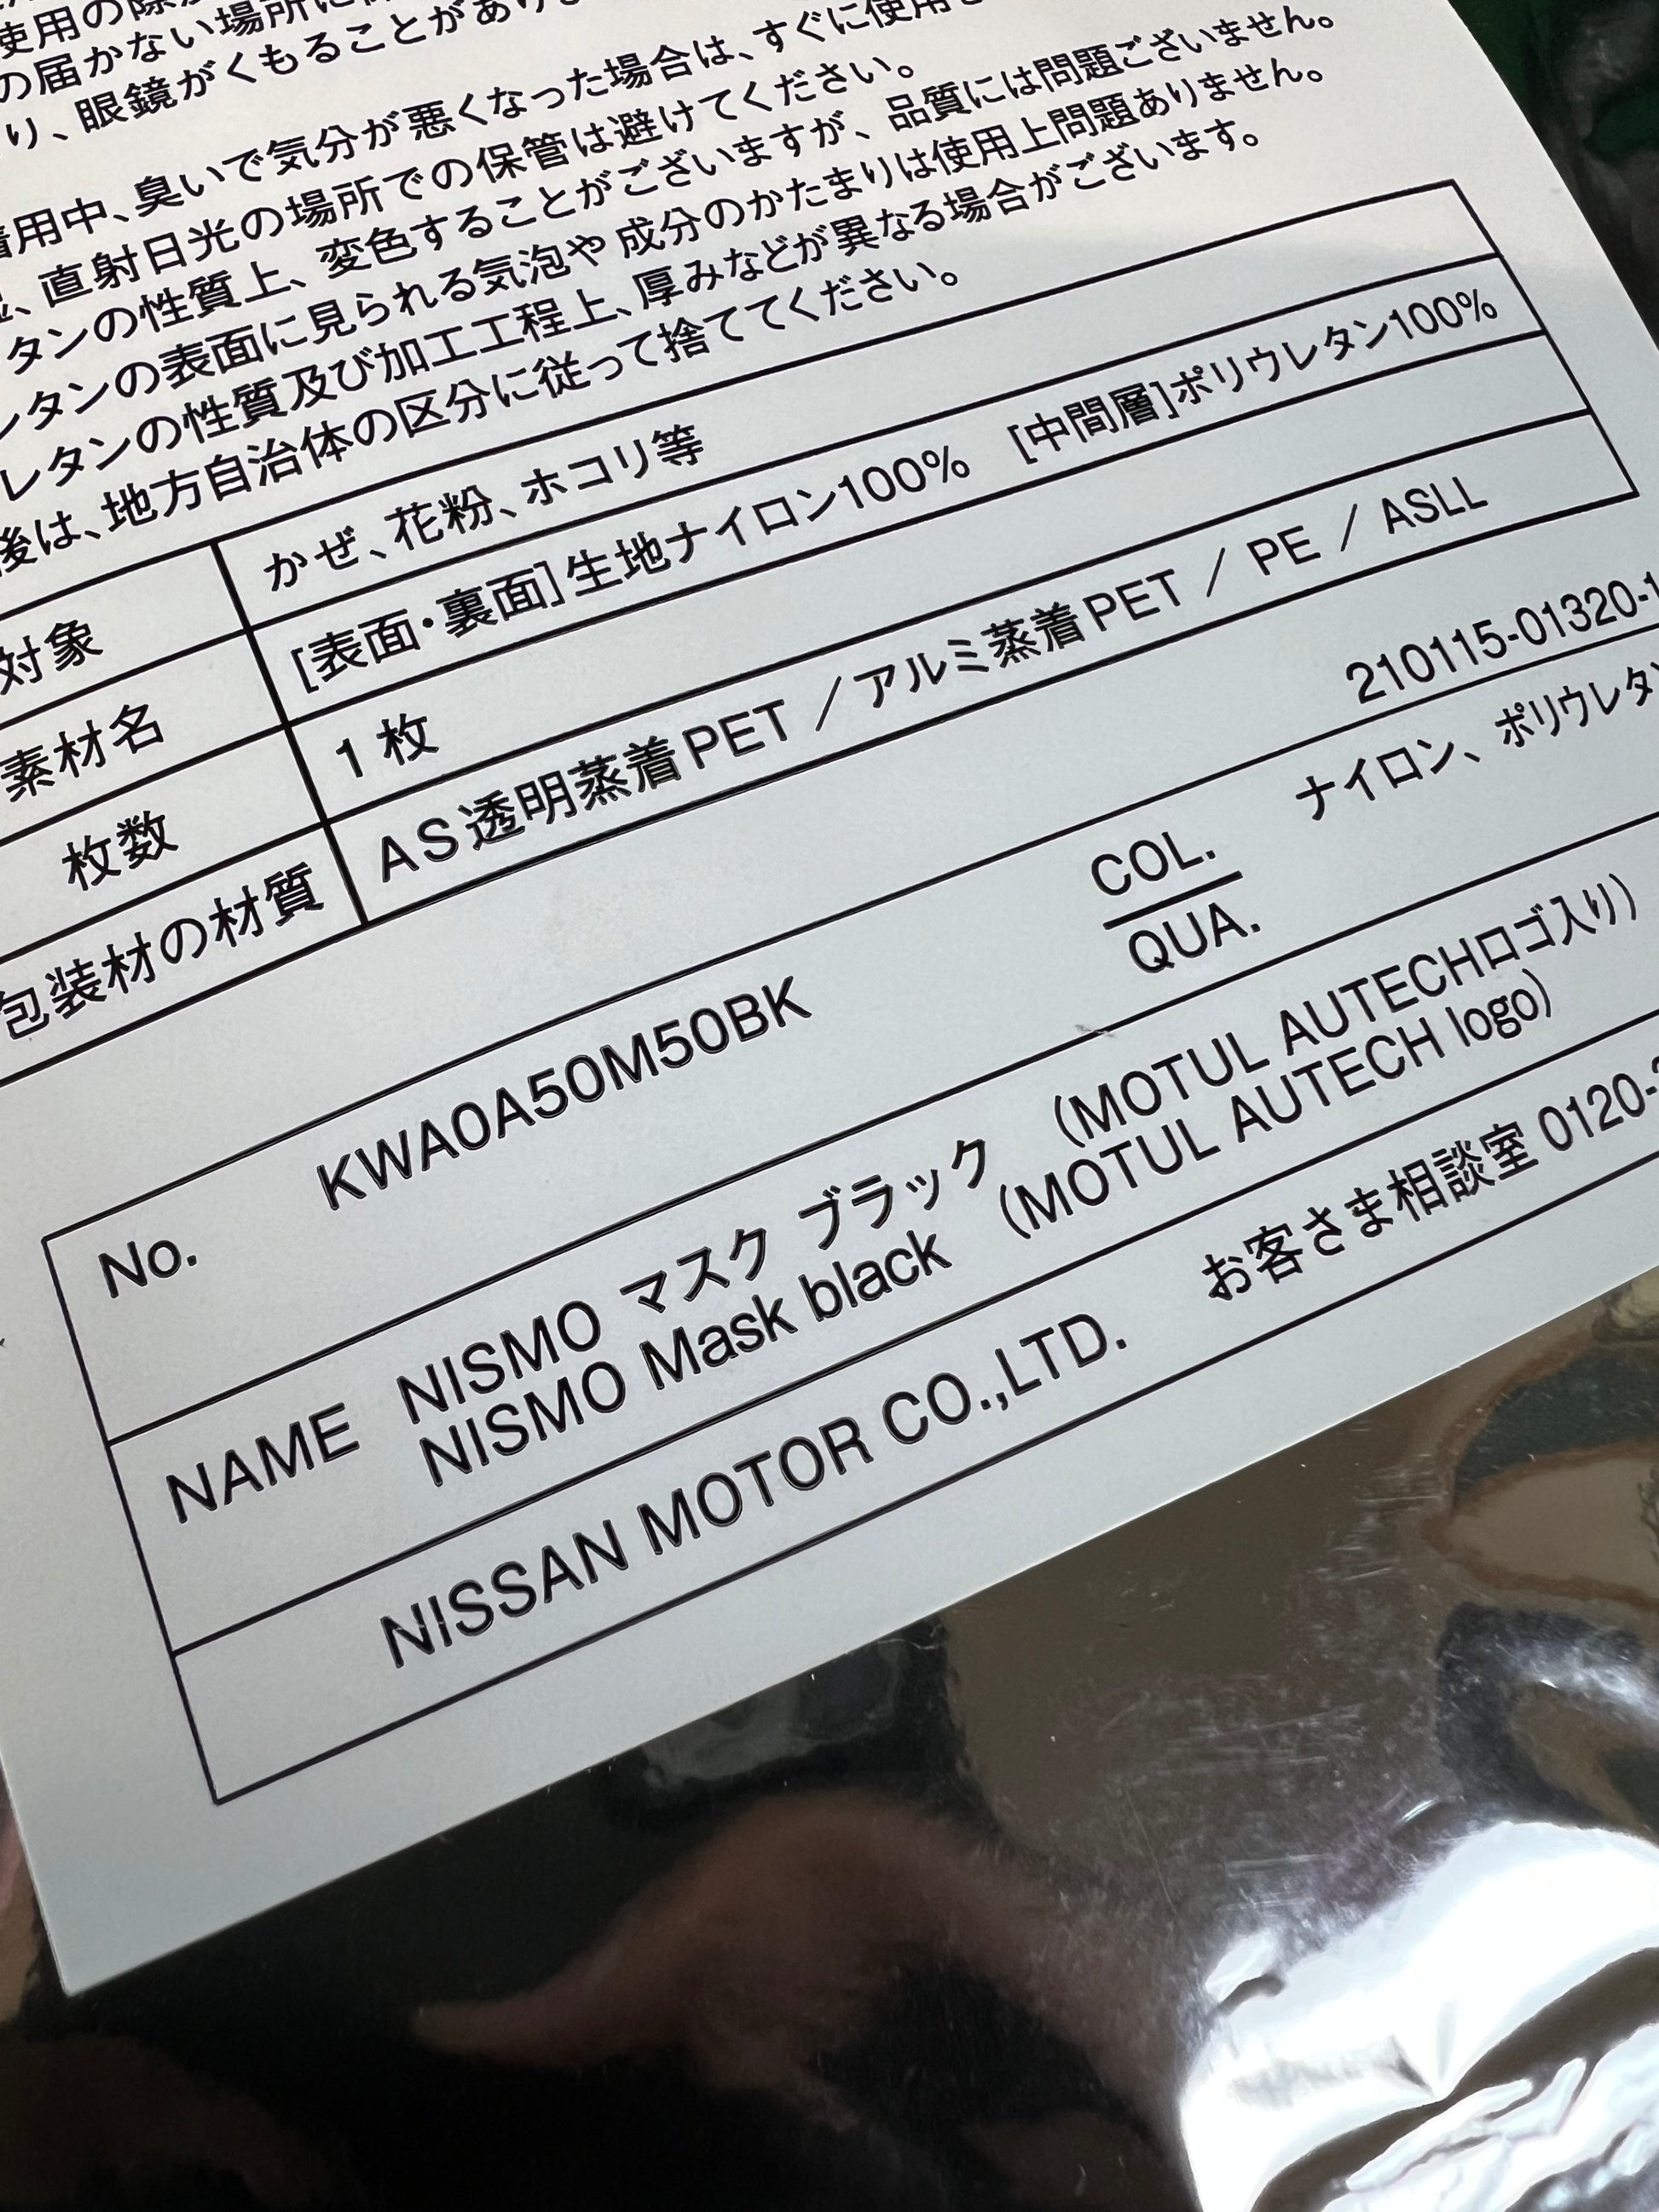 の届かない場所に
り、眼鏡がくもることがあり
着用中、臭いで気分が悪くなった場合は、すぐに使用を
、直射日光の場所での保管は避けてください。
タンの性質上、変色することがございますが、品質には問題ございません。
レタンの表面に見られる気泡や成分のかたまりは使用上問題ありません。
レタンの性質及び加工工程上、厚みなどが異なる場合がございます。
後は、地方自治体の区分に従って捨ててください。
対象 かぜ、花粉、ホコリ等
素材名 [表面・裏面]生地ナイロン100% [中間層]ポリウレタン100%
枚数 1枚
包装材の材質 AS透明蒸着PET / アルミ蒸着PET / PE / ASLL
210115-01320-1
No. KWA0A50M50BK COL. QUA. ナイロン、ポリウレタ
NAME NISMO マスク ブラック (MOTUL AUTECHロゴ入り)
NISMO Mask black (MOTUL AUTECH logo)
NISSAN MOTOR CO.,LTD. お客さま相談室 0120-